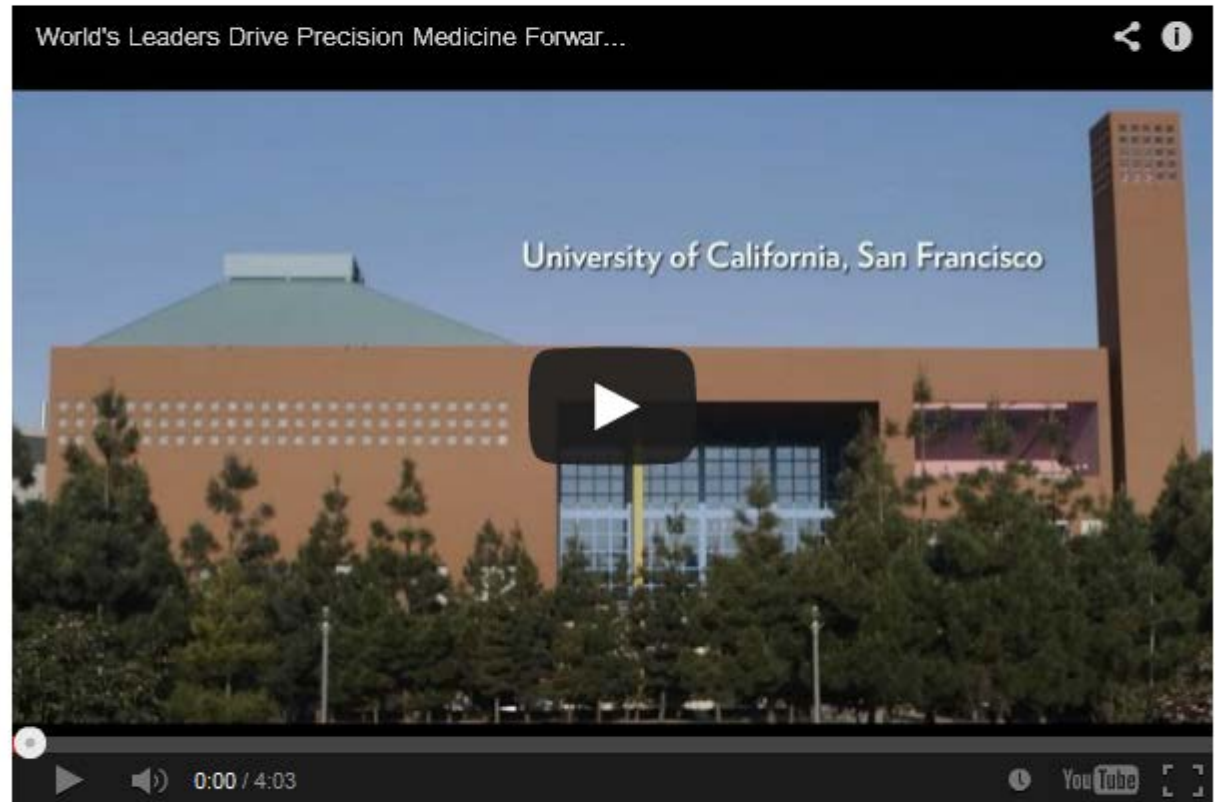 World's Leaders Drive Precision Medicine Forwar...
University of California, San Francisco
0:00 / 4:03
YouTube